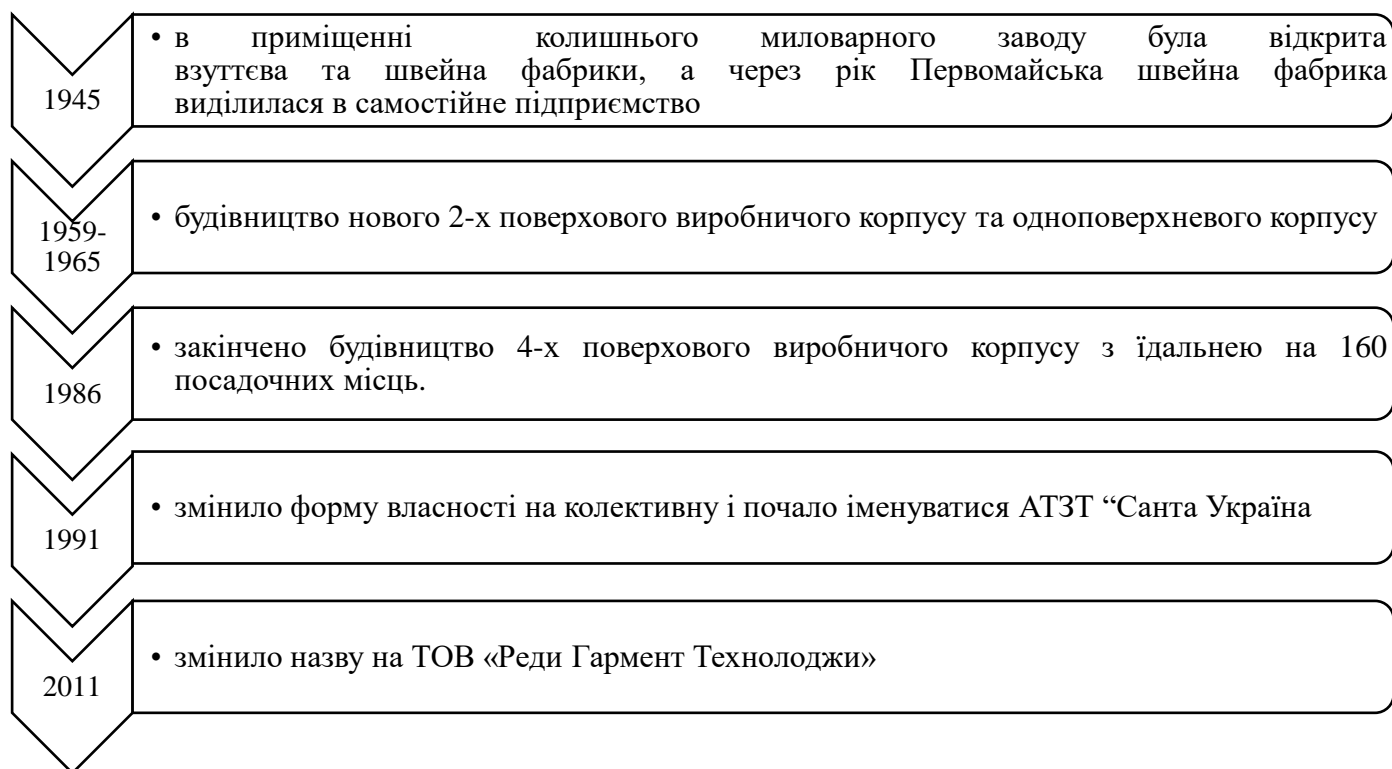 1945
• в приміщенні колишнього миловарного заводу була відкрита
взуттєва та швейна фабрики, а через рік Первомайська швейна фабрика
виділилася в самостійне підприємство
1959-
1965
• будівництво нового 2-х поверхового виробничого корпусу та одноповерхневого корпусу
1986
• закінчено будівництво 4-х поверхового виробничого корпусу з їдальнею на 160
посадочних місць.
1991
• змінило форму власності на колективну і почало іменуватися АТЗТ “Санта Україна
2011
• змінило назву на ТОВ «Реди Гармент Технолоджи»